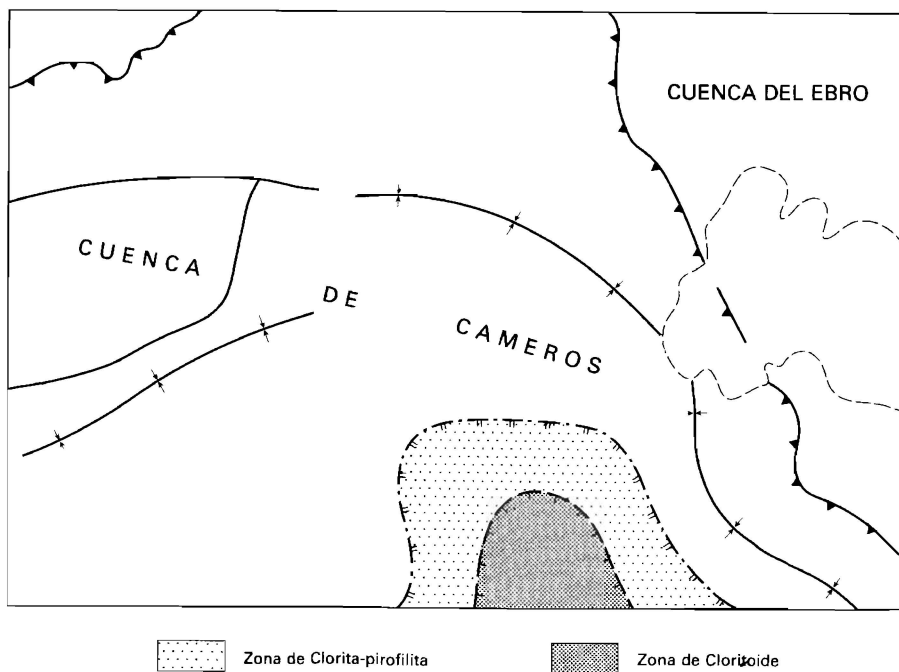 CUENCA DEL EBRO
CUENCA
DE
CAMEROS
Zona de Clorita-pirofilita
Zona de Cloritoide